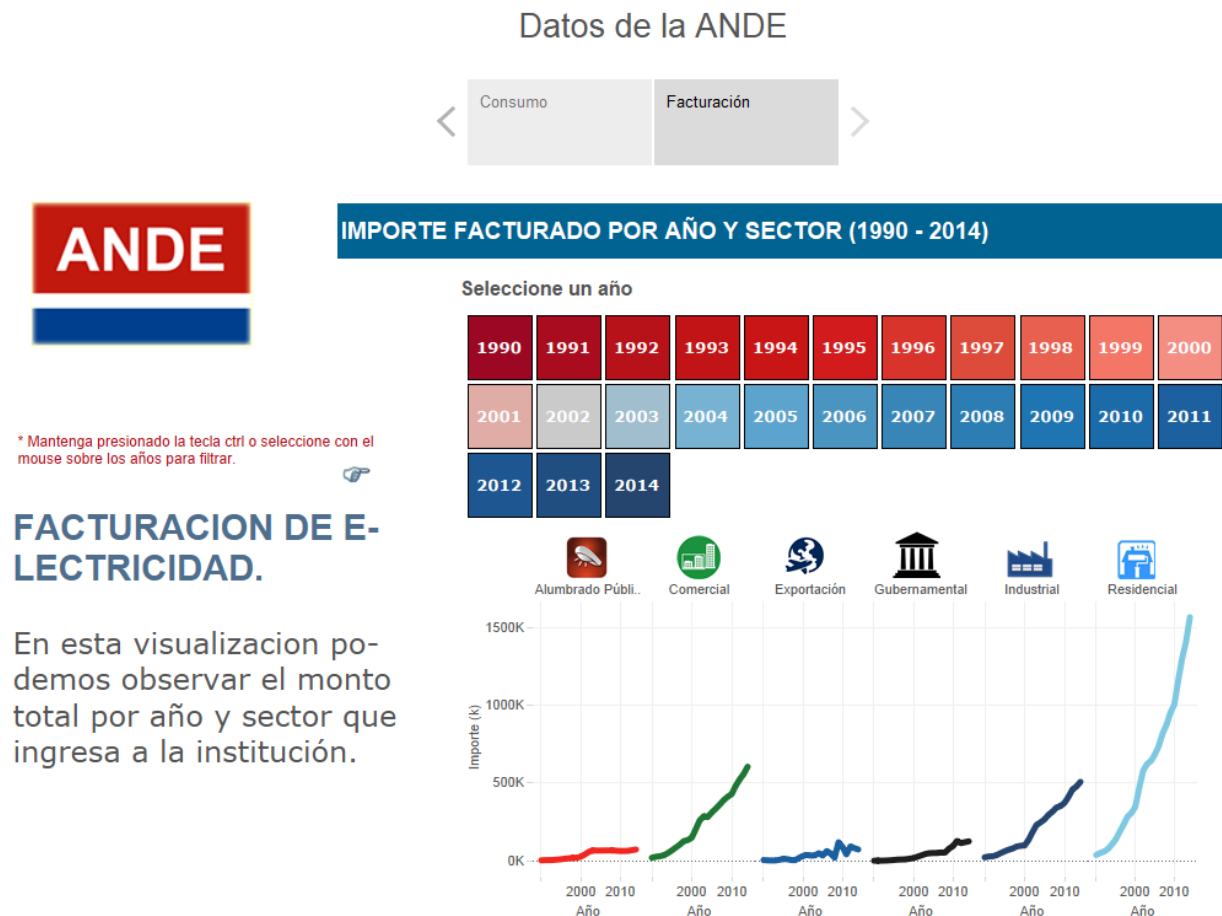 Datos de la ANDE
Consumo
Facturación
ANDE
IMPORTE FACTURADO POR AÑO Y SECTOR (1990 - 2014)
Seleccione un año
1990 1991 1992 1993 1994 1995 1996 1997 1998 1999 2000
2001 2002 2003 2004 2005 2006 2007 2008 2009 2010 2011
2012 2013 2014
* Mantenga presionado la tecla ctrl o seleccione con el
mouse sobre los años para filtrar.
FACTURACION DE E-
LECTRICIDAD.
En esta visualizacion po-
demos observar el monto
total por año y sector que
ingresa a la institución.
Alumbrado Públi.. Comercial Exportación Gubernamental Industrial Residencial
Importe (k)
1500K
1000K
500K
0K
2000 2010 2000 2010 2000 2010 2000 2010 2000 2010 2000 2010
Año Año Año Año Año Año